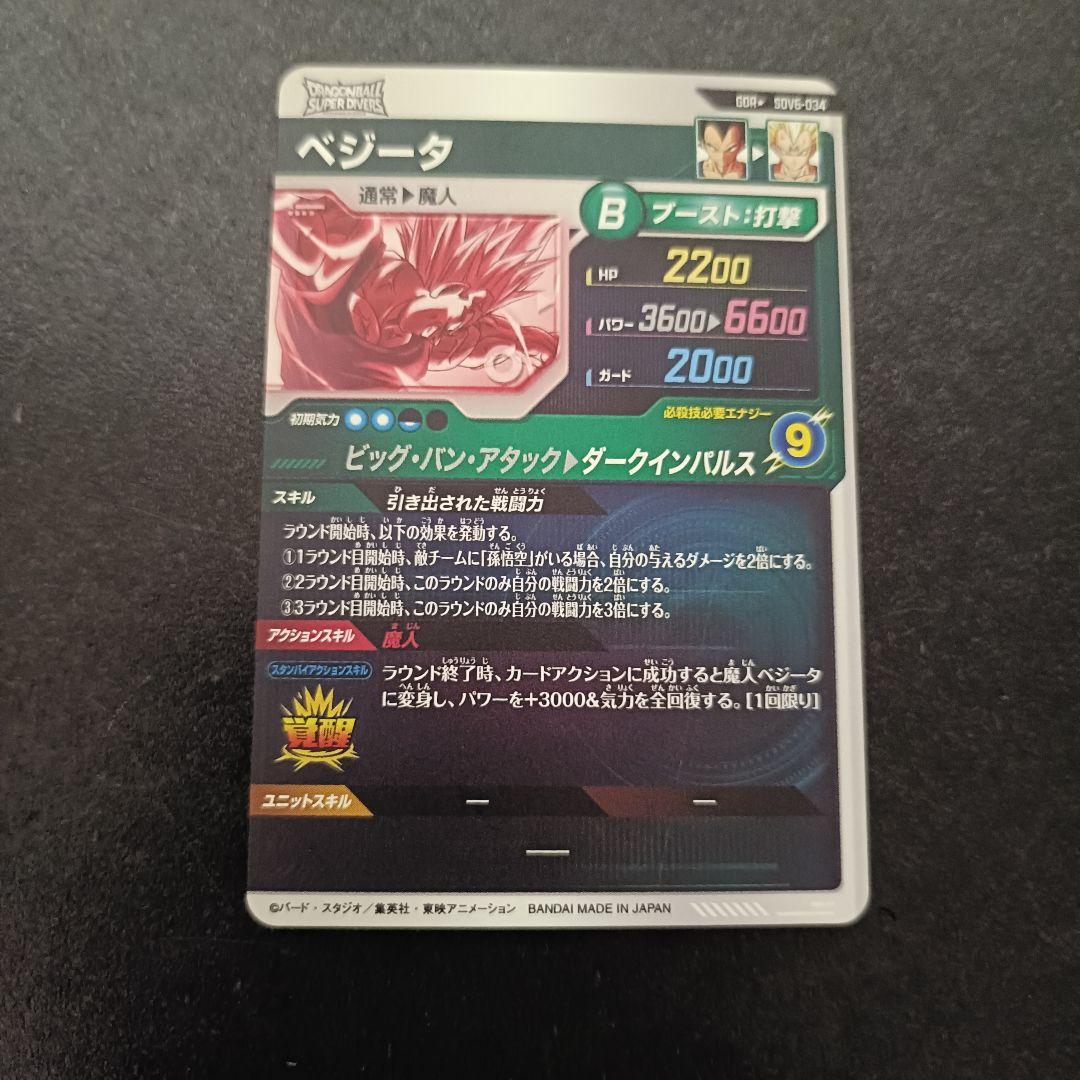 DRAGONBALL
SUPER DIVERS
GDR★ SDV6-034
ベジータ
通常▶魔人
B ブースト:打撃
HP 2200
パワー 3600▶6600
ガード 2000
初期気力
必殺技必要エナジー
9
ビッグ・バン・アタック▶ダークインパルス
スキル 引き出された戦闘力
ラウンド開始時、以下の効果を発動する。
①1ラウンド目開始時、敵チームに「孫悟空」がいる場合、自分の与えるダメージを2倍にする。
②2ラウンド目開始時、このラウンドのみ自分の戦闘力を2倍にする。
③3ラウンド目開始時、このラウンドのみ自分の戦闘力を3倍にする。
アクションスキル 魔人
スタンバイアクションスキル
覚醒
ラウンド終了時、カードアクションに成功すると魔人ベジータ
に変身し、パワーを+3000&気力を全回復する。[1回限り]
ユニットスキル ー ー
ー
©バード・スタジオ/集英社・東映アニメーション BANDAI MADE IN JAPAN